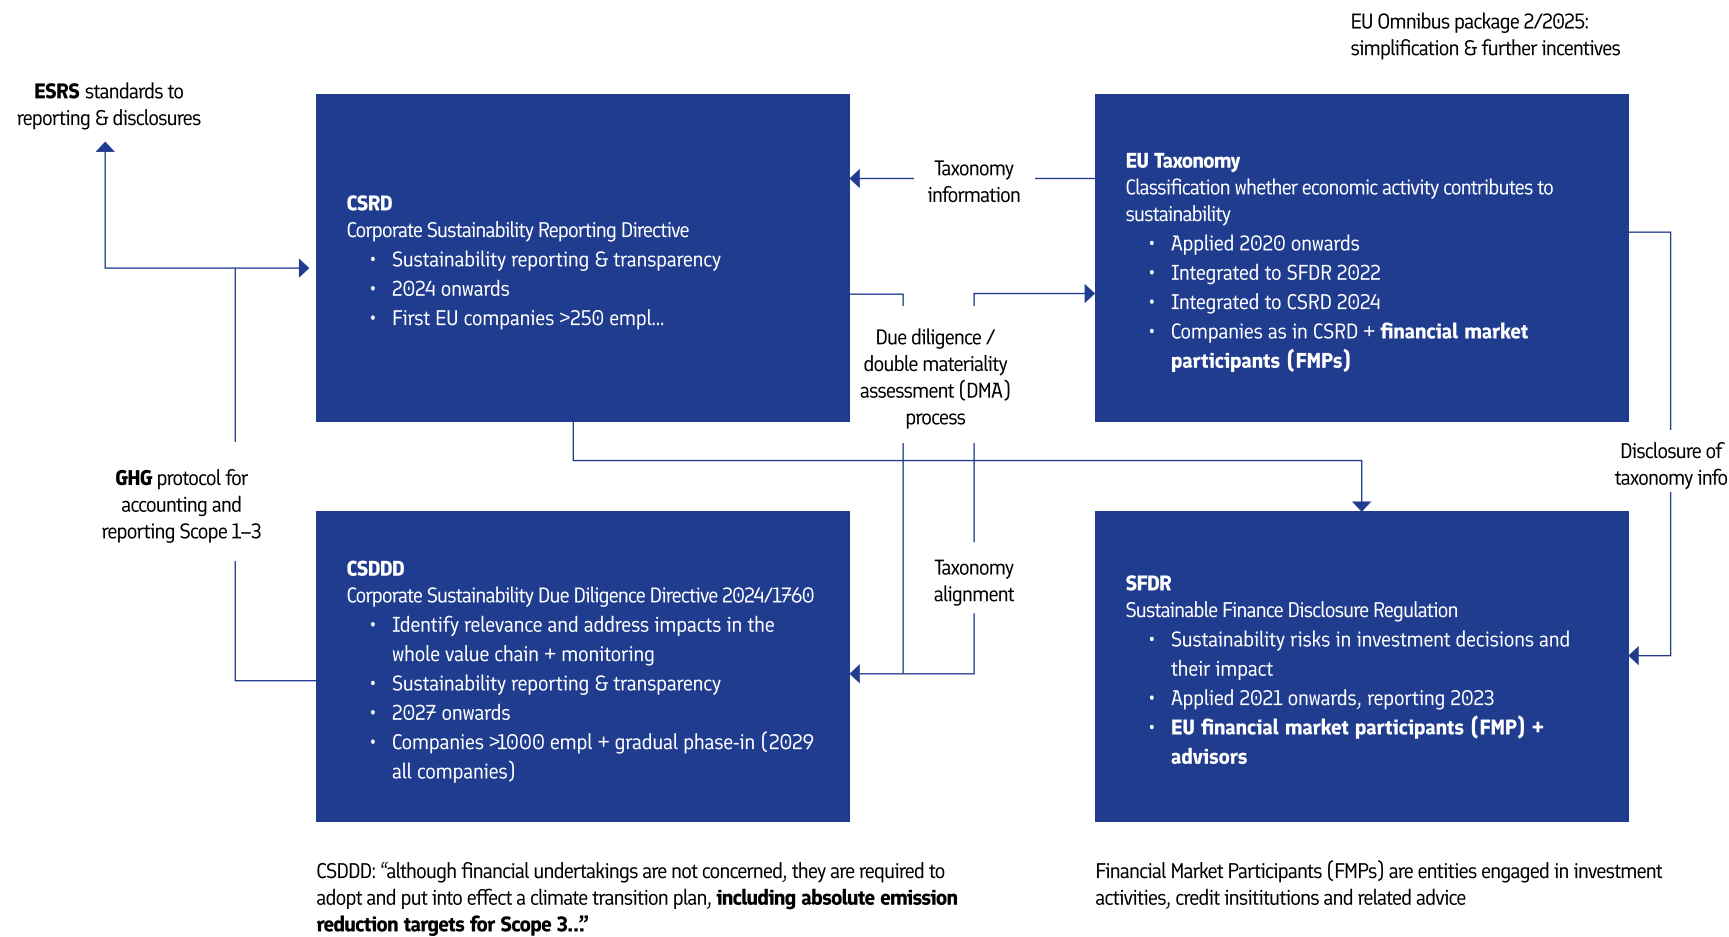 EU Omnibus package 2/2025:
simplification & further incentives
ESRS standards to
reporting & disclosures
CSRD
Corporate Sustainability Reporting Directive
• Sustainability reporting & transparency
• 2024 onwards
• First EU companies >250 empl...
Taxonomy
information
EU Taxonomy
Classification whether economic activity contributes to
sustainability
• Applied 2020 onwards
• Integrated to SFDR 2022
• Integrated to CSRD 2024
• Companies as in CSRD + financial market
participants (FMPs)
Due diligence /
double materiality
assessment (DMA)
process
Disclosure of
taxonomy info
GHG protocol for
accounting and
reporting Scope 1–3
CSDDD
Corporate Sustainability Due Diligence Directive 2024/1760
• Identify relevance and address impacts in the
whole value chain + monitoring
• Sustainability reporting & transparency
• 2027 onwards
• Companies >1000 empl + gradual phase-in (2029
all companies)
Taxonomy
alignment
SFDR
Sustainable Finance Disclosure Regulation
• Sustainability risks in investment decisions and
their impact
• Applied 2021 onwards, reporting 2023
• EU financial market participants (FMP) +
advisors
CSDDD: “although financial undertakings are not concerned, they are required to
adopt and put into effect a climate transition plan, including absolute emission
reduction targets for Scope 3...”
Financial Market Participants (FMPs) are entities engaged in investment
activities, credit insititutions and related advice